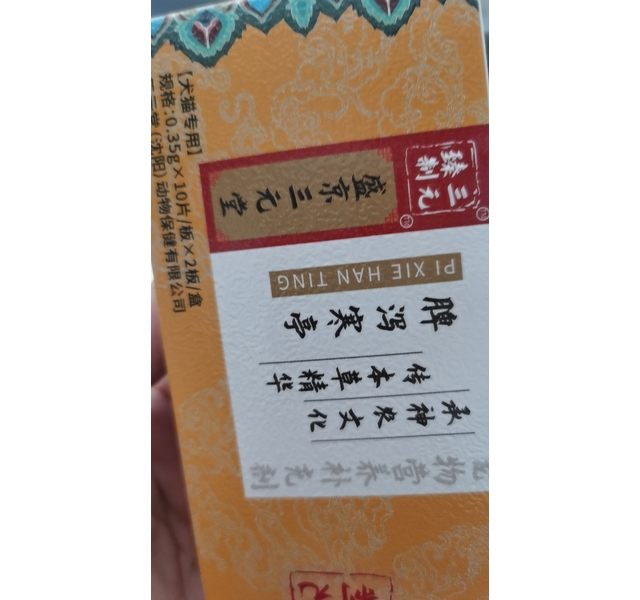 三元
臻制
盛京三元堂
PI XIE HAN TING
脾泻寒亭
传本草精华
承神农文化
物营养补充剂
【犬猫专用】
规格:0.35g×10片/板×2板/盒
元堂(沈阳)动物保健有限公司